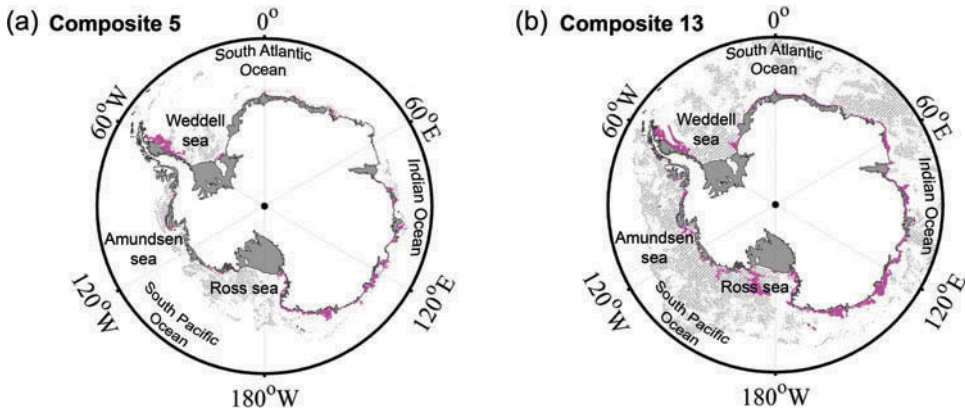 (a) Composite 5
0°
South Atlantic
Ocean
60°W
60°E
Weddell
sea
Indian Ocean
Amundsen
sea
Ross sea
120°W
120°E
South Pacific
Ocean
180°W
(b) Composite 13
0°
South Atlantic
Ocean
60°W
60°E
Weddell
sea
Indian Ocean
Amundsen
sea
Ross sea
120°W
120°E
South Pacific
Ocean
180°W